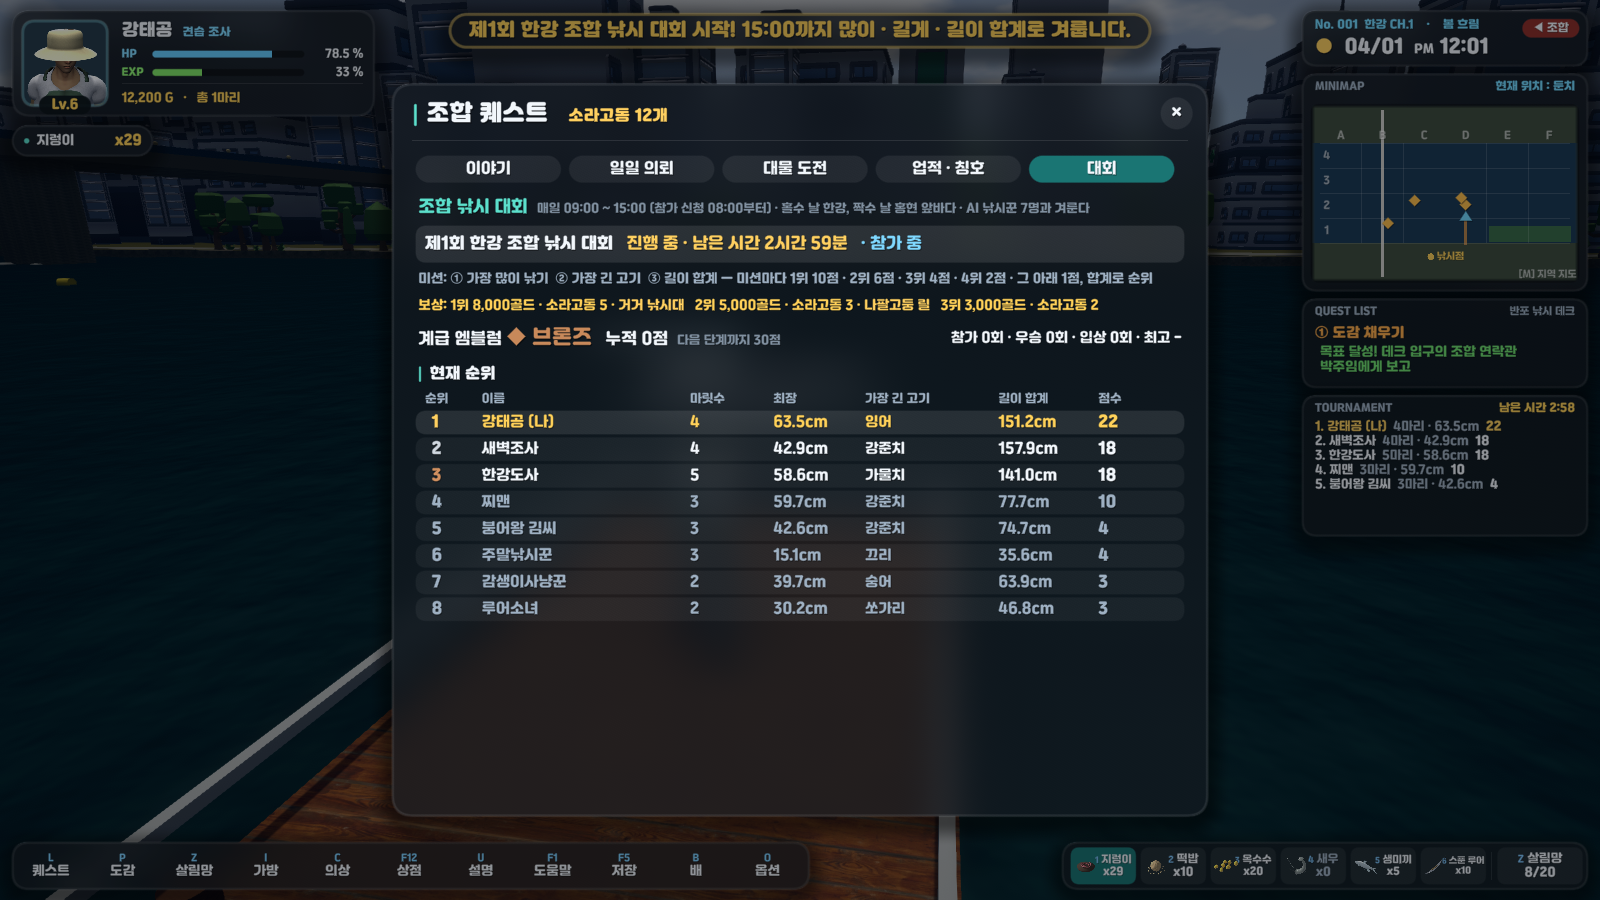 강태공 견습 조사
HP 78.5 %
EXP 33 %
Lv.6
12,200 G · 총 1마리
지렁이 x29
제1회 한강 조합 낚시 대회 시작! 15:00까지 많이 · 길게 · 길이 합계로 겨룹니다.
No. 001 한강 CH.1 · 봄 흐림
◀ 조합
04/01 PM 12:01
MINIMAP 현재 위치 : 둔치
A B C D E F
4
3
2
1
낚시점
[M] 지역 지도
QUEST LIST 반포 낚시 데크
① 도감 채우기
목표 달성! 데크 입구의 조합 연락관
박주임에게 보고
TOURNAMENT 남은 시간 2:58
1. 강태공 (나) 4마리 · 63.5cm 22
2. 새벽조사 4마리 · 42.9cm 18
3. 한강도사 5마리 · 58.6cm 18
4. 찌맨 3마리 · 59.7cm 10
5. 붕어왕 김씨 3마리 · 42.6cm 4
조합 퀘스트 소라고동 12개
×
이야기 일일 의뢰 대물 도전 업적 · 칭호 대회
조합 낚시 대회 매일 09:00 ~ 15:00 (참가 신청 08:00부터) · 홀수 날 한강, 짝수 날 홍현 앞바다 · AI 낚시꾼 7명과 겨룬다
제1회 한강 조합 낚시 대회 진행 중 · 남은 시간 2시간 59분 · 참가 중
미션: ① 가장 많이 낚기 ② 가장 긴 고기 ③ 길이 합계 — 미션마다 1위 10점 · 2위 6점 · 3위 4점 · 4위 2점 · 그 아래 1점, 합계로 순위
보상: 1위 8,000골드 · 소라고동 5 · 거거 낚시대 2위 5,000골드 · 소라고동 3 · 나팔고둥 릴 3위 3,000골드 · 소라고동 2
계급 엠블럼 ◆ 브론즈 누적 0점 다음 단계까지 30점 참가 0회 · 우승 0회 · 입상 0회 · 최고 -
현재 순위
순위 이름 마릿수 최장 가장 긴 고기 길이 합계 점수
1 강태공 (나) 4 63.5cm 잉어 151.2cm 22
2 새벽조사 4 42.9cm 강준치 157.9cm 18
3 한강도사 5 58.6cm 가물치 141.0cm 18
4 찌맨 3 59.7cm 강준치 77.7cm 10
5 붕어왕 김씨 3 42.6cm 강준치 74.7cm 4
6 주말낚시꾼 3 15.1cm 끄리 35.6cm 4
7 감생이사냥꾼 2 39.7cm 숭어 63.9cm 3
8 루어소녀 2 30.2cm 쏘가리 46.8cm 3
L P Z I C F12 U F1 F5 B O
퀘스트 도감 살림망 가방 의상 상점 설명 도움말 저장 배 옵션
1 지렁이 x29
2 떡밥 x10
3 옥수수 x20
4 새우 x0
5 생미끼 x5
6 스푼 루어 x10
Z 살림망 8/20